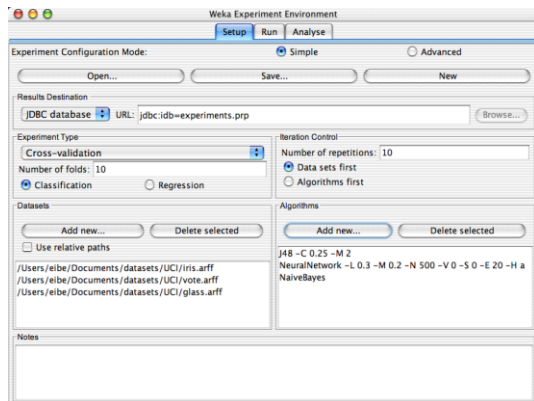 Weka Experiment Environment
Setup Run Analyse
Experiment Configuration Mode: Simple Advanced
Open... Save... New
Results Destination
JDBC database URL: jdbc:idb=experiments.prp Browse...
Experiment Type
Cross-validation
Number of folds: 10
Classification Regression
Iteration Control
Number of repetitions: 10
Data sets first
Algorithms first
Datasets
Add new... Delete selected
Use relative paths
/Users/eibe/Documents/datasets/UCI/iris.arff
/Users/eibe/Documents/datasets/UCI/vote.arff
/Users/eibe/Documents/datasets/UCI/glass.arff
Algorithms
Add new... Delete selected
J48 -C 0.25 -M 2
NeuralNetwork -L 0.3 -M 0.2 -N 500 -V 0 -S 0 -E 20 -H a
NaiveBayes
Notes